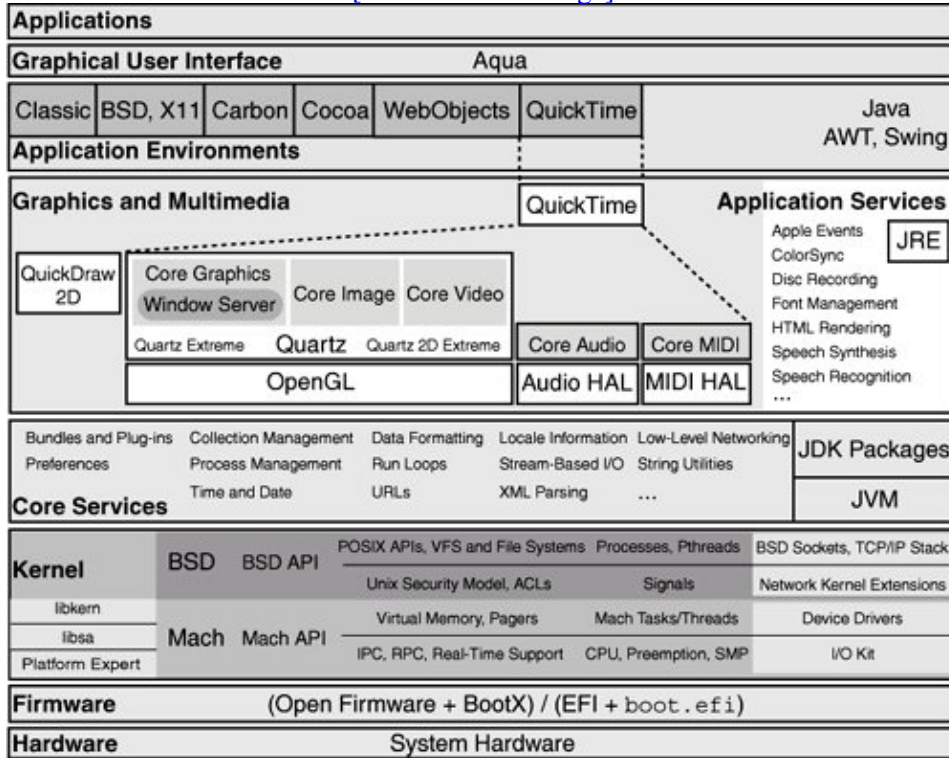 Applications
Graphical User Interface Aqua
Classic BSD, X11 Carbon Cocoa WebObjects QuickTime Java
AWT, Swing
Application Environments
Graphics and Multimedia QuickTime Application Services
Apple Events JRE
ColorSync
Disc Recording
Font Management
HTML Rendering
Speech Synthesis
Speech Recognition
...
QuickDraw
2D
Core Graphics
Window Server
Core Image Core Video
Quartz Extreme Quartz Quartz 2D Extreme
Core Audio Core MIDI
OpenGL Audio HAL MIDI HAL
Bundles and Plug-ins Collection Management Data Formatting Locale Information Low-Level Networking
Preferences Process Management Run Loops Stream-Based I/O String Utilities
Time and Date URLs XML Parsing ...
Core Services
JDK Packages
JVM
Kernel
BSD BSD API
POSIX APIs, VFS and File Systems Processes, Pthreads BSD Sockets, TCP/IP Stack
Unix Security Model, ACLs Signals Network Kernel Extensions
libkern
libsa
Platform Expert
Mach Mach API
Virtual Memory, Pagers Mach Tasks/Threads Device Drivers
IPC, RPC, Real-Time Support CPU, Preemption, SMP I/O Kit
Firmware (Open Firmware + BootX) / (EFI + boot.efi)
Hardware System Hardware